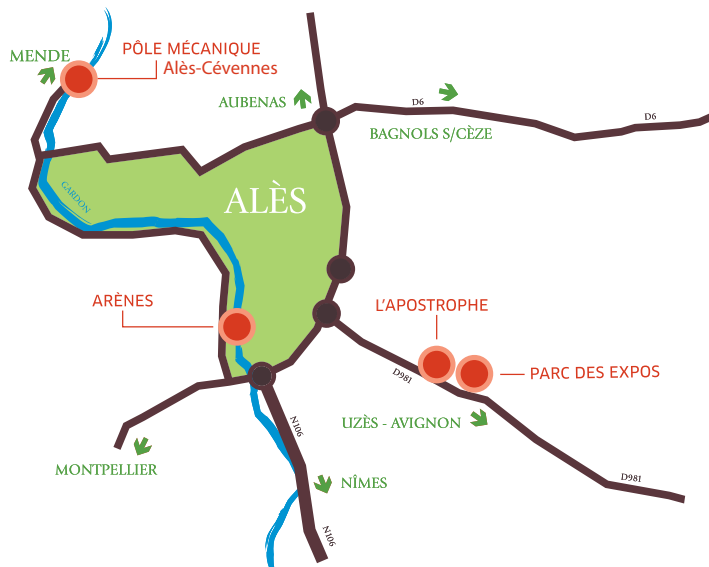 MENDE
PÔLE MÉCANIQUE
Alès-Cévennes
AUBENAS
D6
BAGNOLS S/CÈZE
D6
GARDON
ALÈS
ARÈNES
L'APOSTROPHE
D981
PARC DES EXPOS
N106
UZÈS - AVIGNON
MONTPELLIER
NÎMES
D981
N106